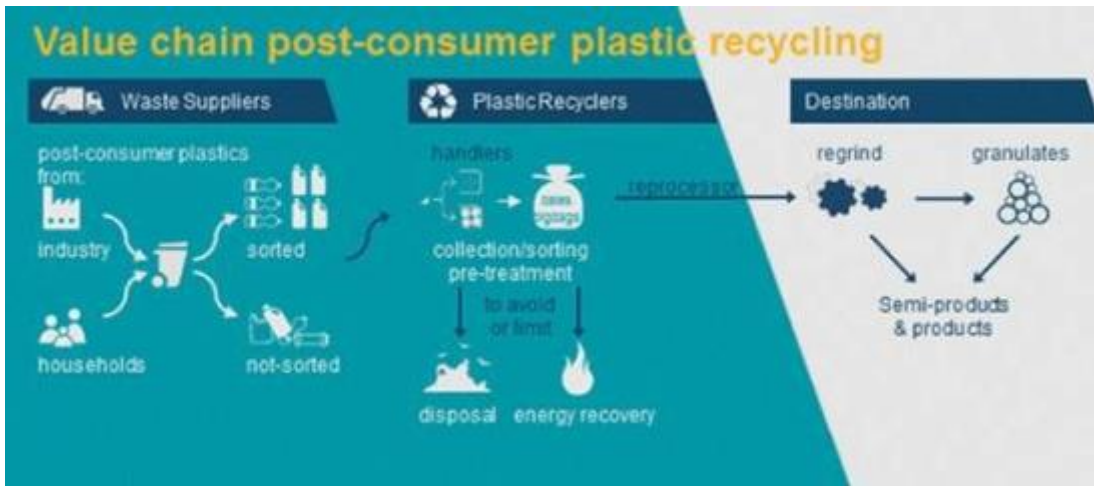 Value chain post-consumer plastic recycling
Waste Suppliers
post-consumer plastics
from:
industry
households
sorted
not-sorted
Plastic Recyclers
handlers
bales
bigbags
collection/sorting
pre-treatment
to avoid
or limit
disposal
energy recovery
reprocessor
Destination
regrind
granulates
Semi-products
& products